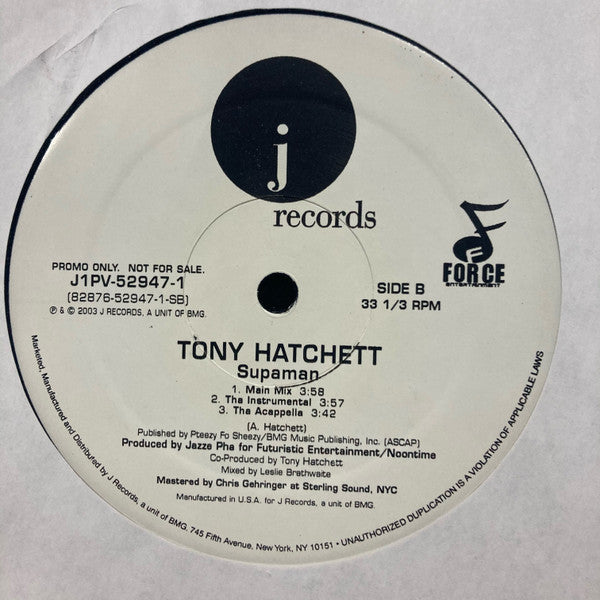 j
records
PROMO ONLY. NOT FOR SALE.
J1PV-52947-1
(82876-52947-1-SB)
℗ & © 2003 J RECORDS, A UNIT OF BMG.
F
FORCE
ENTERTAINMENT
SIDE B
33 1/3 RPM
TONY HATCHETT
Supaman
1. Main Mix 3:58
2. Tha Instrumental 3:57
3. Tha Acappella 3:42
(A. Hatchett)
Published by Pteezy Fo Sheezy/BMG Music Publishing, Inc. (ASCAP)
Produced by Jazze Pha for Futuristic Entertainment/Noontime
Co-Produced by Tony Hatchett
Mixed by Leslie Brathwaite
Mastered by Chris Gehringer at Sterling Sound, NYC
Manufactured in U.S.A. for J Records, a unit of BMG.
Marketed, Manufactured and Distributed by J Records, a unit of BMG. 745 Fifth Avenue, New York, NY 10151 • UNAUTHORIZED DUPLICATION IS A VIOLATION OF APPLICABLE LAWS